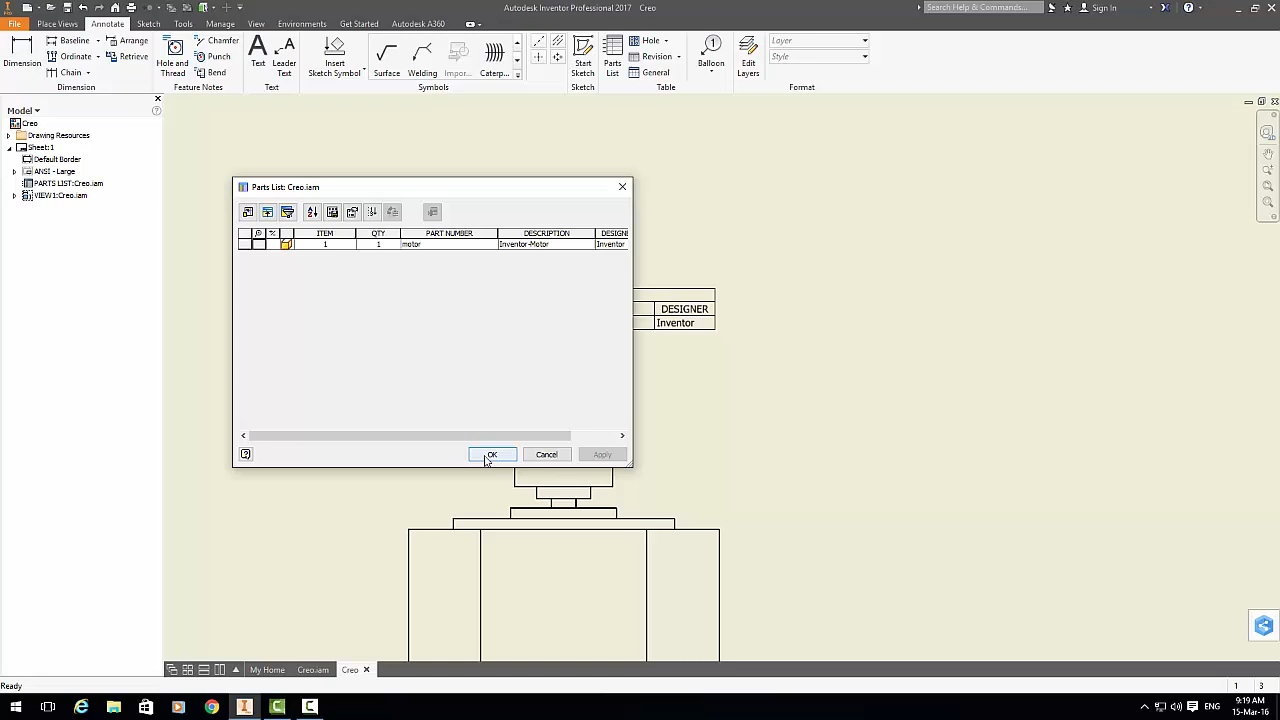 Autodesk Inventor Professional 2017 Creo
Search Help & Commands...
Sign In
File Place Views Annotate Sketch Tools Manage View Environments Get Started Autodesk A360
Dimension
Baseline
Ordinate
Chain
Arrange
Retrieve
Dimension
Hole and Thread
Chamfer
Punch
Bend
Feature Notes
Text
Leader Text
Text
Insert Sketch Symbol
Surface
Welding
Impor...
Caterp...
Symbols
Start Sketch
Sketch
Parts List
Hole
Revision
General
Table
Balloon
Edit Layers
Layer
Style
Format
Model
Creo
Drawing Resources
Sheet:1
Default Border
ANSI - Large
PARTS LIST:Creo.iam
VIEW1:Creo.iam
Parts List: Creo.iam
ITEM QTY PART NUMBER DESCRIPTION DESIGNE
1 1 motor Inventor-Motor Inventor
OK Cancel Apply
DESIGNER
Inventor
My Home Creo.iam Creo
Ready
1 3
ENG
9:19 AM
15-Mar-16